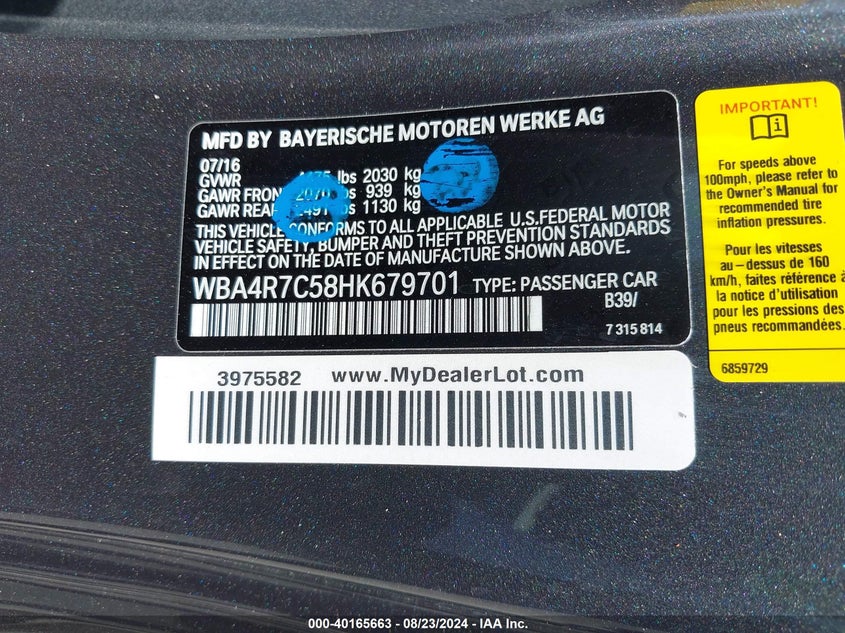 MFD BY BAYERISCHE MOTOREN WERKE AG
07/16
GVWR 4475 lbs 2030 kg
GAWR FRONT 2070 lbs 939 kg
GAWR REAR 2491 lbs 1130 kg
THIS VEHICLE CONFORMS TO ALL APPLICABLE U.S.FEDERAL MOTOR
VEHICLE SAFETY, BUMPER AND THEFT PREVENTION STANDARDS
IN EFFECT ON THE DATE OF MANUFACTURE SHOWN ABOVE.
WBA4R7C58HK679701 TYPE: PASSENGER CAR
B39/
7 315 814
3975582 www.MyDealerLot.com
IMPORTANT!
For speeds above
100mph, please refer to
the Owner's Manual for
recommended tire
inflation pressures.
Pour les vitesses
au-dessus de 160
km/h, faites référence à
la notice d'utilisation
pour les pressions des
pneus recommandées.
6859729
000-40165663 - 08/23/2024 - IAA Inc.